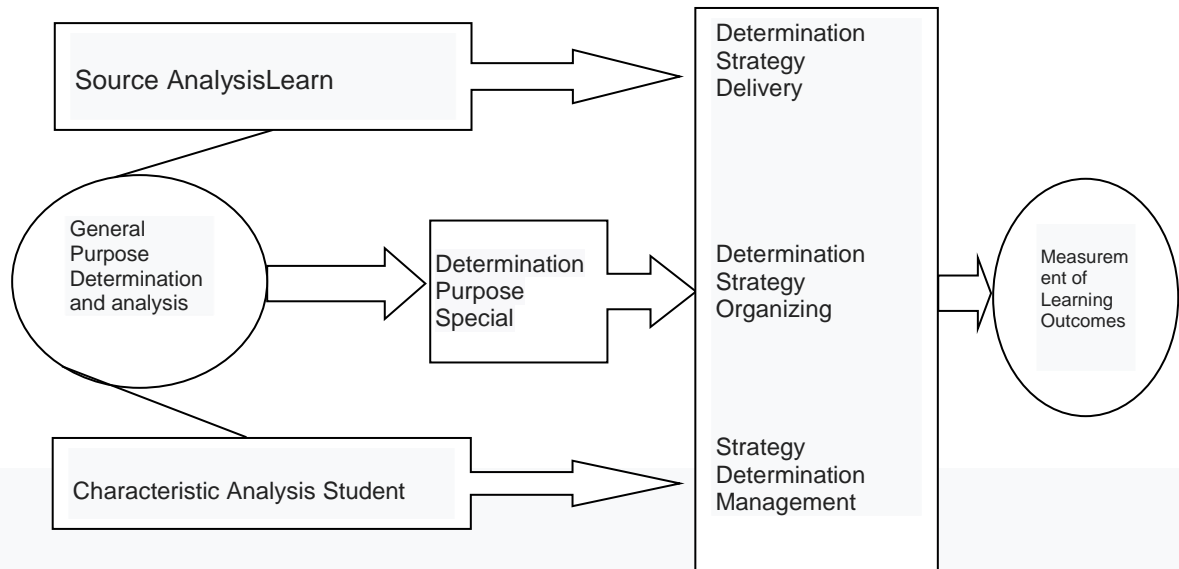 Source AnalysisLearn
Determination
Strategy
Delivery
General
Purpose
Determination
and analysis
Determination
Purpose
Special
Determination
Strategy
Organizing
Measurem
ent of
Learning
Outcomes
Characteristic Analysis Student
Strategy
Determination
Management